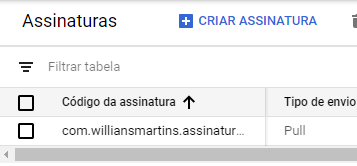 Assinaturas CRIAR ASSINATURA
Filtrar tabela
Código da assinatura Tipo de envio
com.williansmartins.assinatur... Pull